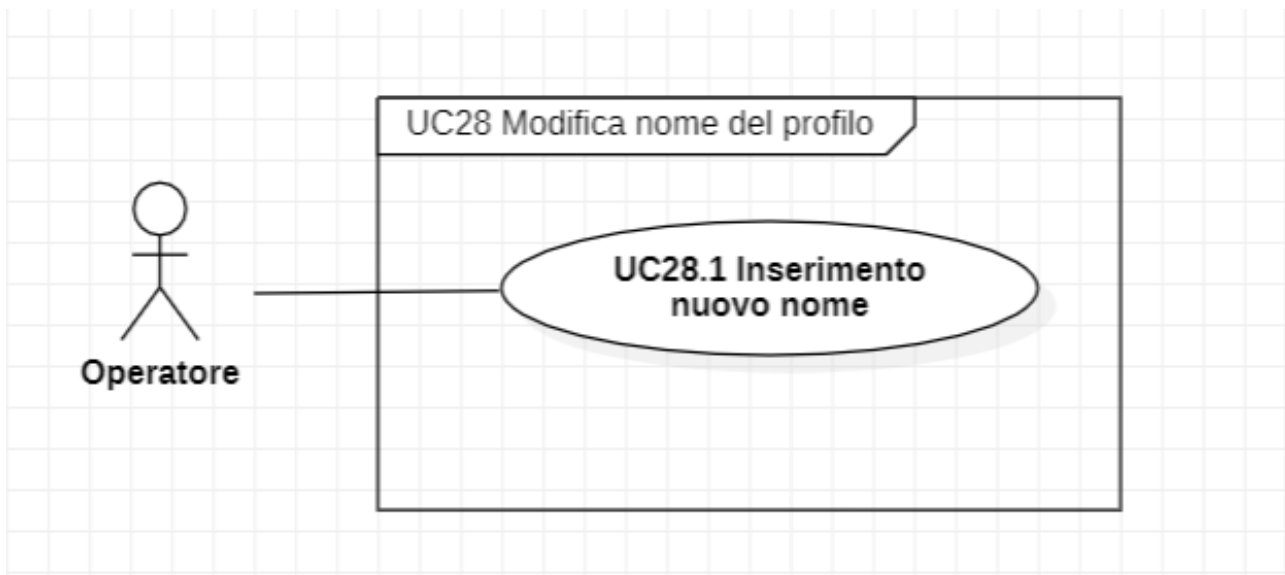 UC28 Modifica nome del profilo
UC28.1 Inserimento
nuovo nome
Operatore